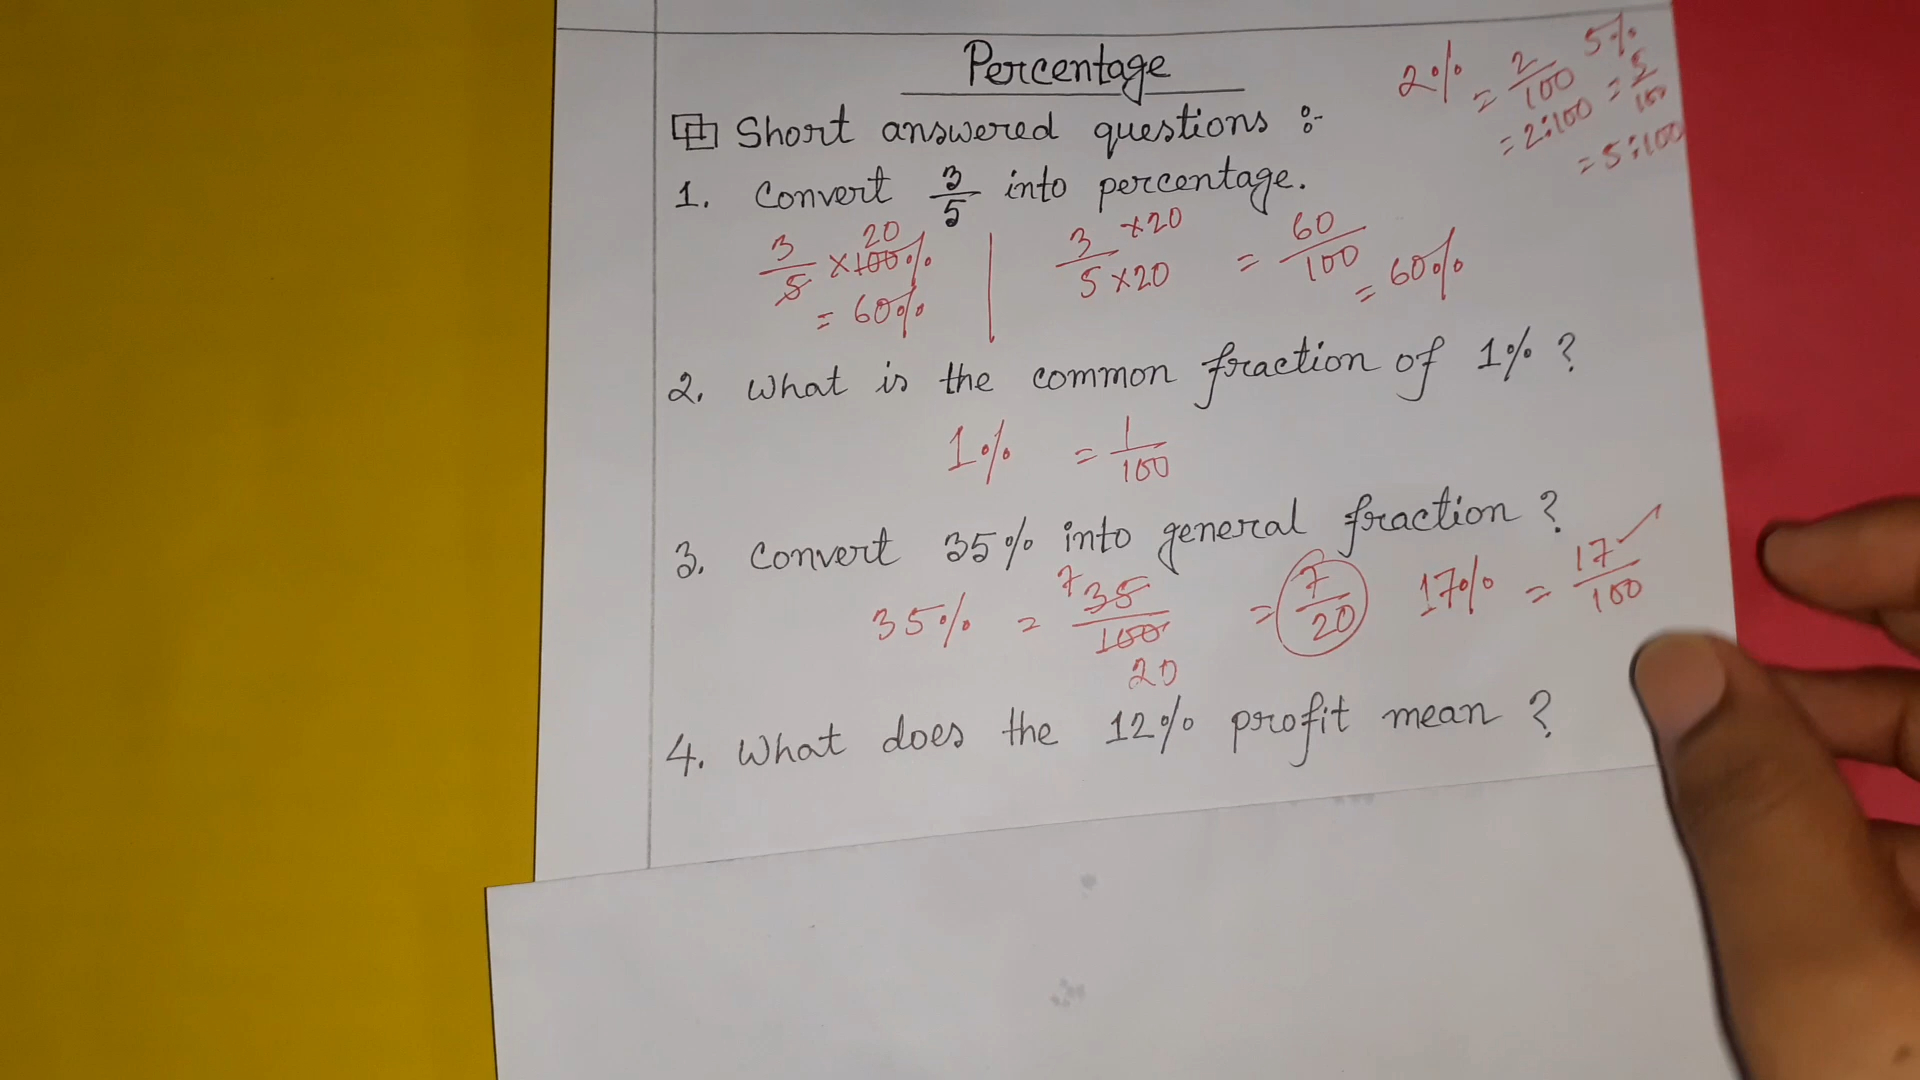 Percentage
2% = 2/100 = 2:100
5% = 5/100 = 5:100
Short answered questions :-
1. Convert 3/5 into percentage.
3/5 × 100% 20
= 60%
3×20/5×20 = 60/100 = 60%
2. What is the common fraction of 1% ?
1% = 1/100
3. Convert 35% into general fraction ?
35% = 7 35/100 20 = 7/20
17% = 17/100
4. What does the 12% profit mean ?